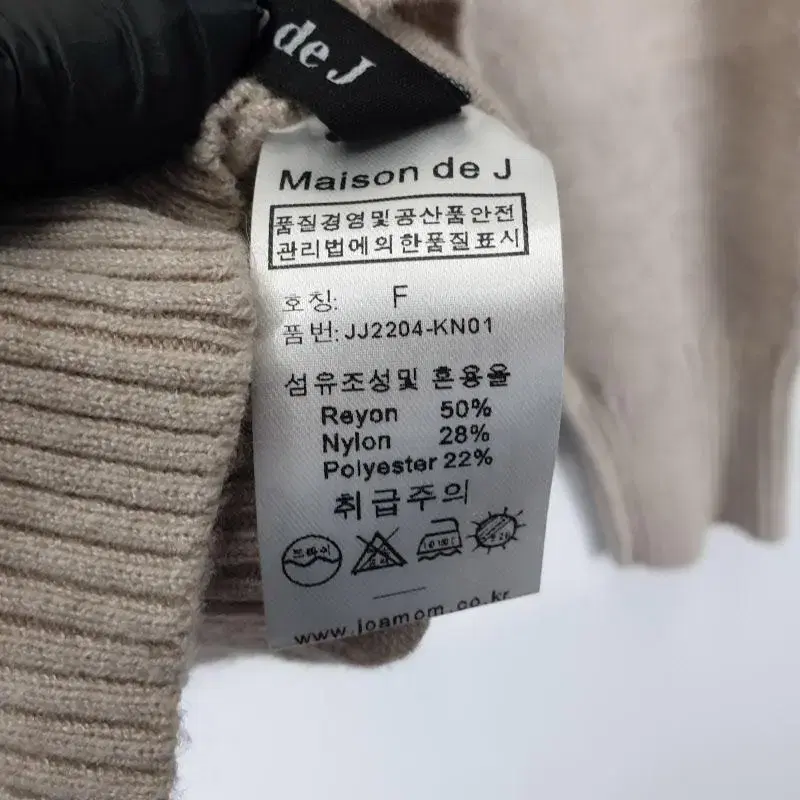 de J
Maison de J
품질경영및공산품안전
관리법에의한품질표시
호칭: F
품번: JJ2204-KN01
섬유조성및 혼용율
Reyon 50%
Nylon 28%
Polyester 22%
취급주의
드라이
www.joamom.co.kr